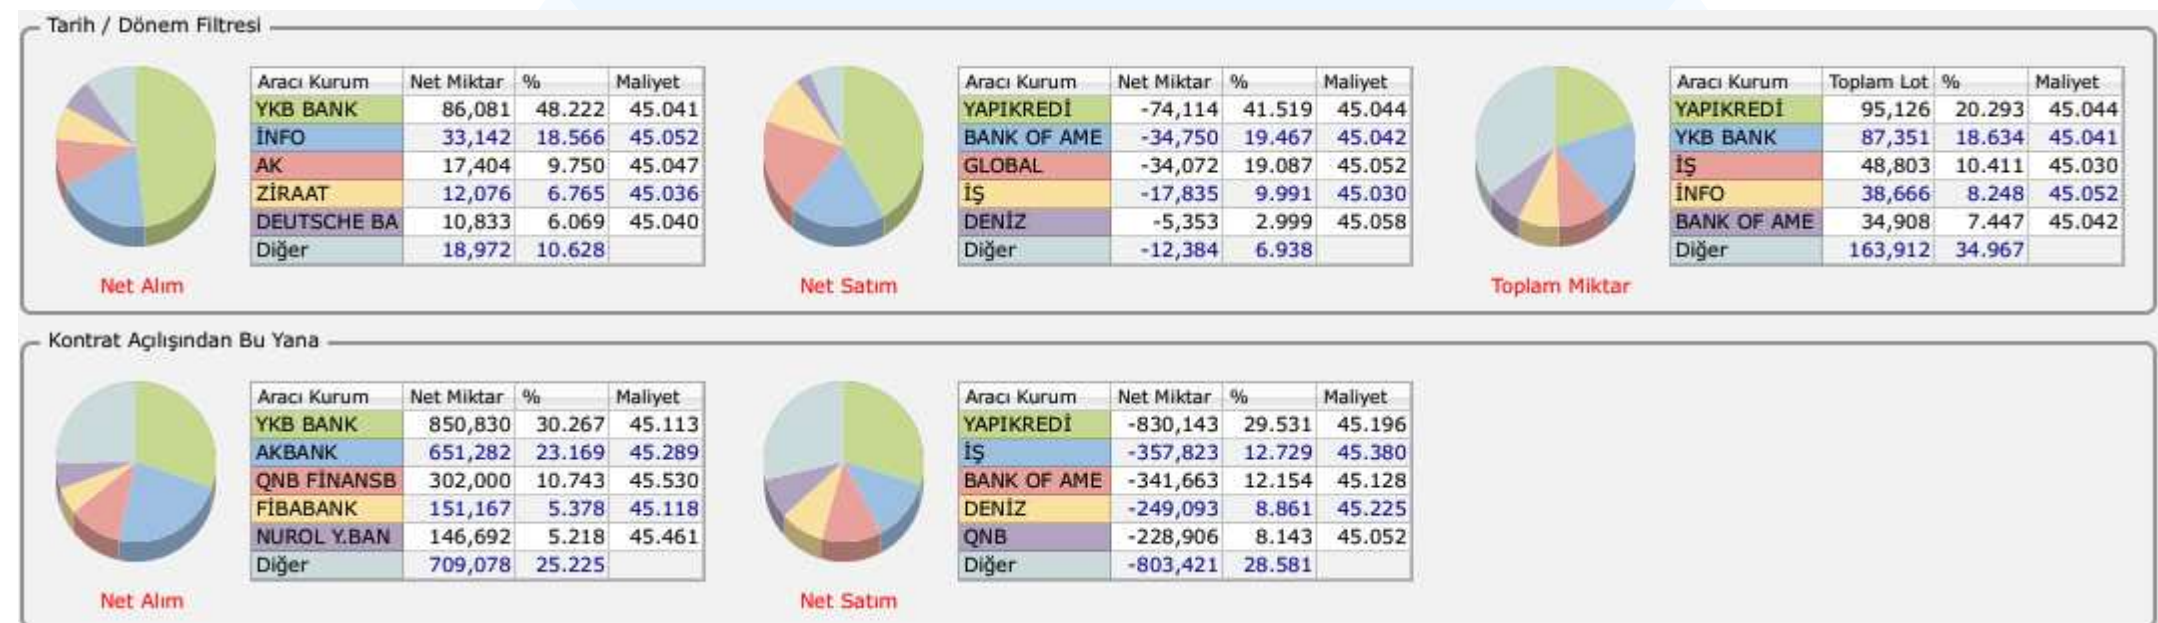 Tarih / Dönem Filtresi
Aracı Kurum Net Miktar % Maliyet
YKB BANK 86,081 48.222 45.041
İNFO 33,142 18.566 45.052
AK 17,404 9.750 45.047
ZİRAAT 12,076 6.765 45.036
DEUTSCHE BA 10,833 6.069 45.040
Diğer 18,972 10.628
Net Alım
Aracı Kurum Net Miktar % Maliyet
YAPIKREDİ -74,114 41.519 45.044
BANK OF AME -34,750 19.467 45.042
GLOBAL -34,072 19.087 45.052
İŞ -17,835 9.991 45.030
DENİZ -5,353 2.999 45.058
Diğer -12,384 6.938
Net Satım
Aracı Kurum Toplam Lot % Maliyet
YAPIKREDİ 95,126 20.293 45.044
YKB BANK 87,351 18.634 45.041
İŞ 48,803 10.411 45.030
İNFO 38,666 8.248 45.052
BANK OF AME 34,908 7.447 45.042
Diğer 163,912 34.967
Toplam Miktar
Kontrat Açılışından Bu Yana
Aracı Kurum Net Miktar % Maliyet
YKB BANK 850,830 30.267 45.113
AKBANK 651,282 23.169 45.289
QNB FİNANSB 302,000 10.743 45.530
FİBABANK 151,167 5.378 45.118
NUROL Y.BAN 146,692 5.218 45.461
Diğer 709,078 25.225
Net Alım
Aracı Kurum Net Miktar % Maliyet
YAPIKREDİ -830,143 29.531 45.196
İŞ -357,823 12.729 45.380
BANK OF AME -341,663 12.154 45.128
DENİZ -249,093 8.861 45.225
QNB -228,906 8.143 45.052
Diğer -803,421 28.581
Net Satım